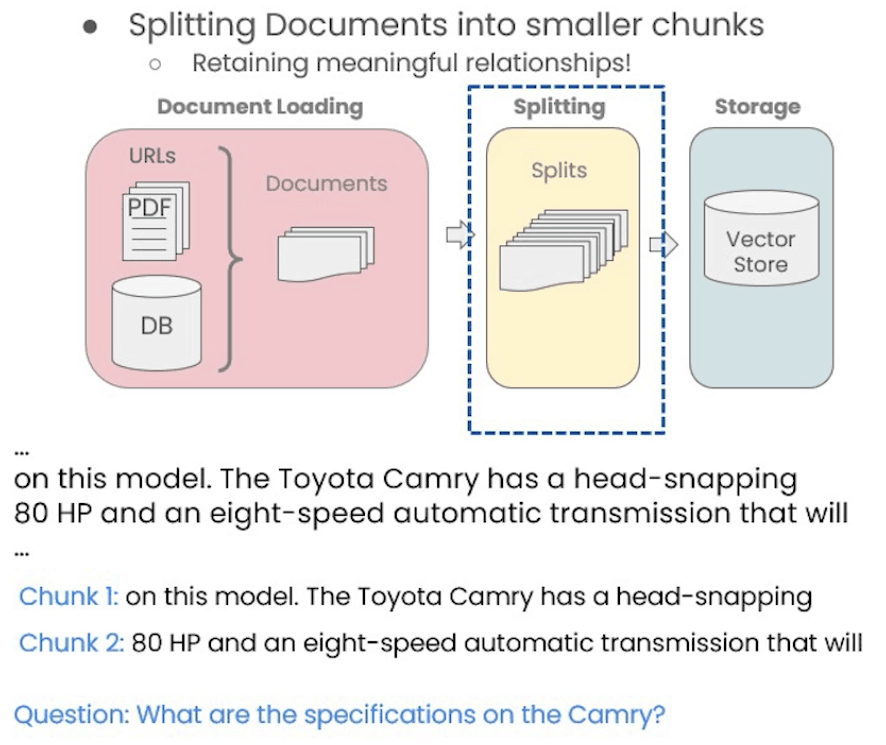 ● Splitting Documents into smaller chunks
○ Retaining meaningful relationships!
Document Loading
Splitting
Storage
URLs
PDF
DB
Documents
Splits
Vector
Store
...
on this model. The Toyota Camry has a head-snapping
80 HP and an eight-speed automatic transmission that will
...
Chunk 1: on this model. The Toyota Camry has a head-snapping
Chunk 2: 80 HP and an eight-speed automatic transmission that will
Question: What are the specifications on the Camry?